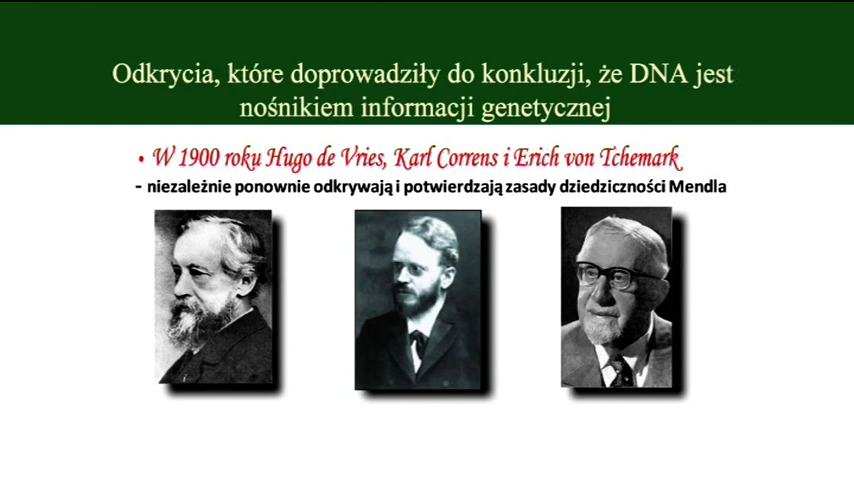 Odkrycia, które doprowadziły do konkluzji, że DNA jest
nośnikiem informacji genetycznej
• W 1900 roku Hugo de Vries, Karl Correns i Erich von Tchemark
- niezależnie ponownie odkrywają i potwierdzają zasady dziedziczności Mendla